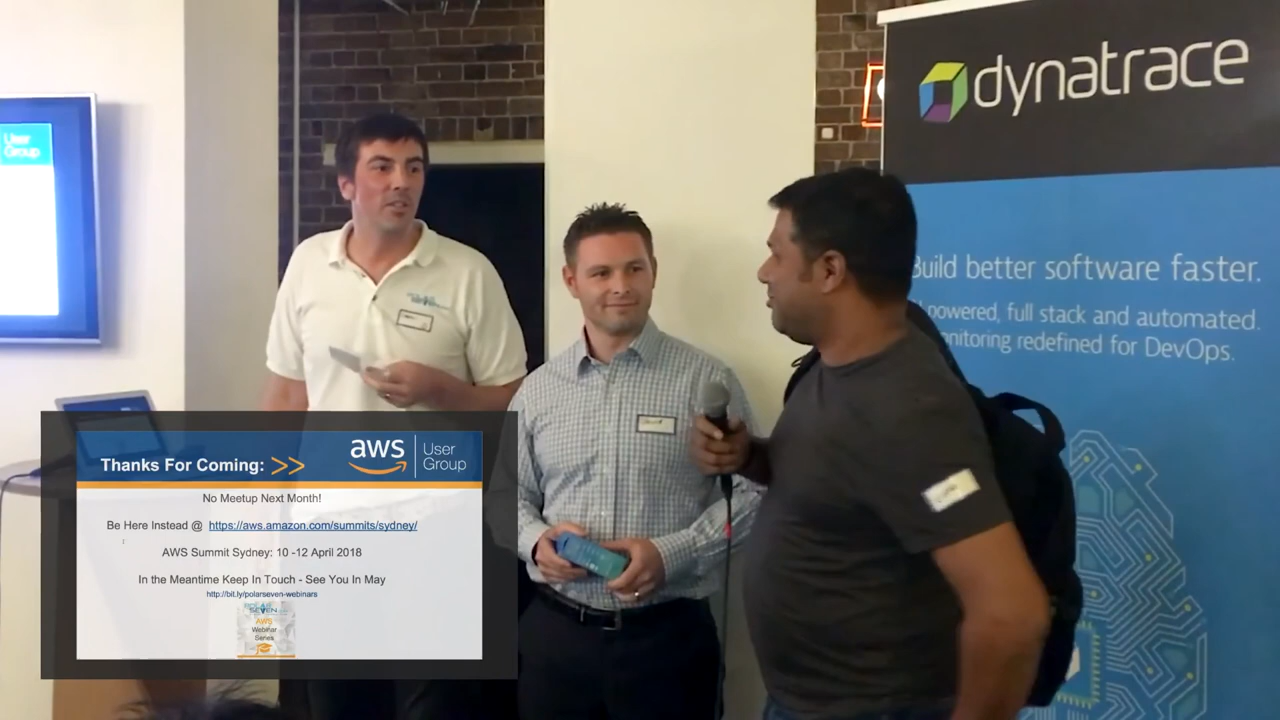 User
Group
dynatrace
Build better software faster.
powered, full stack and automated.
nitoring redefined for DevOps.
Thanks For Coming: >>
aws
User
Group
No Meetup Next Month!
Be Here Instead @ https://aws.amazon.com/summits/sydney/
AWS Summit Sydney: 10 -12 April 2018
In the Meantime Keep In Touch - See You In May
http://bit.ly/polarseven-webinars
SEVEN
AWS
Webinar
Series